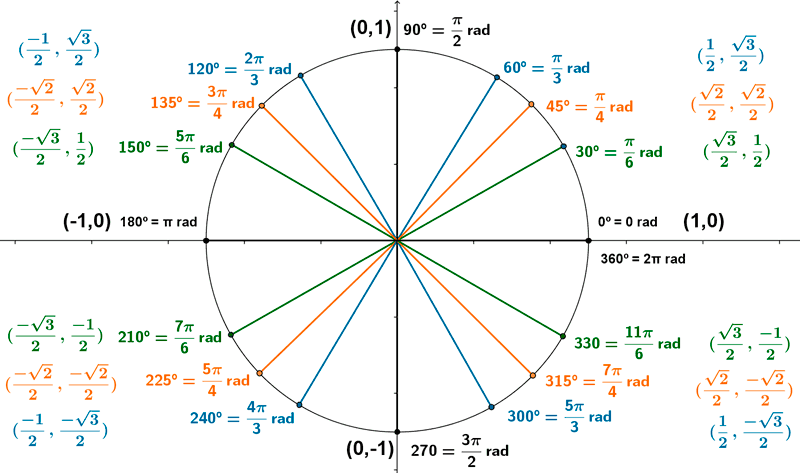 (0,1) 90º = π/2 rad
(-1/2, √3/2)
(-√2/2, √2/2)
(-√3/2, 1/2)
120º = 2π/3 rad
135º = 3π/4 rad
150º = 5π/6 rad
60º = π/3 rad
45º = π/4 rad
30º = π/6 rad
(1/2, √3/2)
(√2/2, √2/2)
(√3/2, 1/2)
(-1,0) 180º = π rad
0º = 0 rad (1,0)
360º = 2π rad
(-√3/2, -1/2)
(-√2/2, -√2/2)
(-1/2, -√3/2)
210º = 7π/6 rad
225º = 5π/4 rad
240º = 4π/3 rad
330 = 11π/6 rad
315º = 7π/4 rad
300º = 5π/3 rad
(√3/2, -1/2)
(√2/2, -√2/2)
(1/2, -√3/2)
(0,-1) 270 = 3π/2 rad